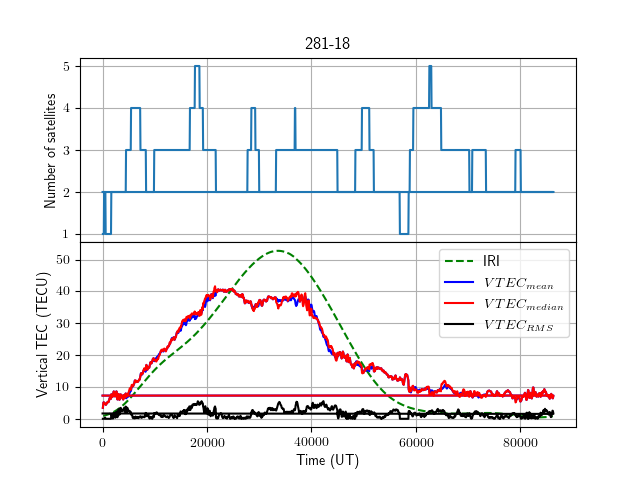 281-18
Number of satellites
5
4
3
2
1
Vertical TEC (TECU)
50
40
30
20
10
0
IRI
VTEC_mean
VTEC_median
VTEC_RMS
0 20000 40000 60000 80000
Time (UT)